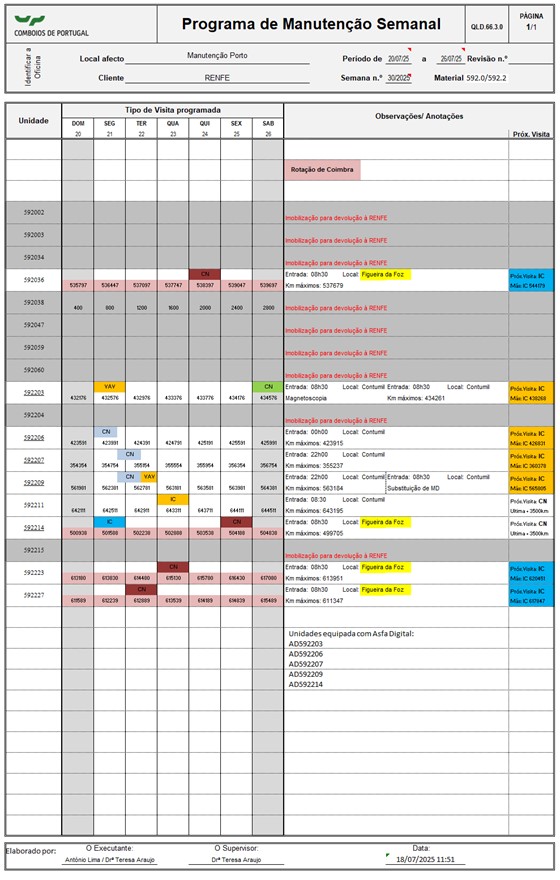 COMBOIOS DE PORTUGAL
Programa de Manutenção Semanal
QLD.66.3.0
PÁGINA
1/1
Identificar a Oficina
Local afecto Manutenção Porto
Periodo de 20/07/25 a 26/07/25 Revisão n.º
Cliente RENFE
Semana n.º 30/2025 Material 592.0/592.2
Unidade
Tipo de Visita programada
Observações/ Anotações
DOM SEG TER QUA QUI SEX SAB
20 21 22 23 24 25 26
Próx. Visita
Rotação de Coimbra
592002 Imobilização para devolução à RENFE
592003 Imobilização para devolução à RENFE
592034 Imobilização para devolução à RENFE
592036 CN Entrada: 08h30 Local: Figueira da Foz Próx.Visita: IC
535797 536447 537097 537747 538397 539047 539697 Km máximos: 537679 Máx: IC 544179
592038 Imobilização para devolução à RENFE
400 800 1200 1600 2000 2400 2800
592047 Imobilização para devolução à RENFE
592059 Imobilização para devolução à RENFE
592060 Imobilização para devolução à RENFE
592203 VAV CN Entrada: 08h30 Local: Contumil Entrada: 08h30 Local: Contumil Próx.Visita: IC
432176 432576 432976 433376 433776 434176 434576 Magnetoscopia Km máximos: 434261 Máx: IC 438268
592204 Imobilização para devolução à RENFE
592206 CN Entrada: 00h00 Local: Contumil Próx.Visita: IC
423591 423991 424391 424791 425191 425591 425991 Km máximos: 423915 Máx: IC 426831
592207 CN Entrada: 22h00 Local: Contumil Próx.Visita: IC
354354 354754 355154 355554 355954 356354 356754 Km máximos: 355237 Máx: IC 360378
592209 CN VAV Entrada: 22h00 Local: Contumil Entrada: 08h30 Local: Contumil Próx.Visita: IC
561981 562381 562781 563181 563581 563981 564381 Km máximos: 563184 Substituição de MD Máx: IC 565805
592211 IC Entrada: 08:30 Local: Contumil Próx.Visita: CN
642111 642511 642911 643311 643711 644111 644511 Km máximos: 643195 Ultima + 3500km
592214 IC CN Entrada: 08h30 Local: Figueira da Foz Próx.Visita: CN
500938 501588 502238 502888 503538 504188 504838 Km máximos: 499705 Ultima + 3500km
592215 Imobilização para devolução à RENFE
592223 CN Entrada: 08h30 Local: Figueira da Foz Próx.Visita: IC
613180 613830 614480 615130 615780 616430 617080 Km máximos: 613951 Máx: IC 620451
592227 CN Entrada: 08h30 Local: Figueira da Foz Próx.Visita: IC
611589 612239 612889 613539 614189 614839 615489 Km máximos: 611347 Máx: IC 617847
Unidades equipada com Asfa Digital:
AD592203
AD592206
AD592207
AD592209
AD592214
Elaborado por:
O Executante: O Supervisor: Data:
António Lima / Drª Teresa Araujo Drª Teresa Araujo 18/07/2025 11:51